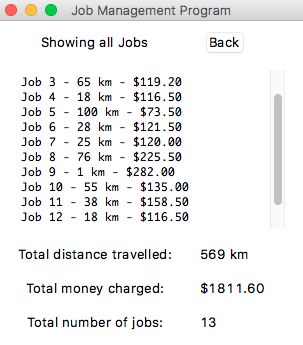 Job Management Program
Showing all Jobs Back
Job 3 - 65 km - $119.20
Job 4 - 18 km - $116.50
Job 5 - 100 km - $73.50
Job 6 - 28 km - $121.50
Job 7 - 25 km - $120.00
Job 8 - 76 km - $225.50
Job 9 - 1 km - $282.00
Job 10 - 55 km - $135.00
Job 11 - 38 km - $158.50
Job 12 - 18 km - $116.50
Total distance travelled: 569 km
Total money charged: $1811.60
Total number of jobs: 13